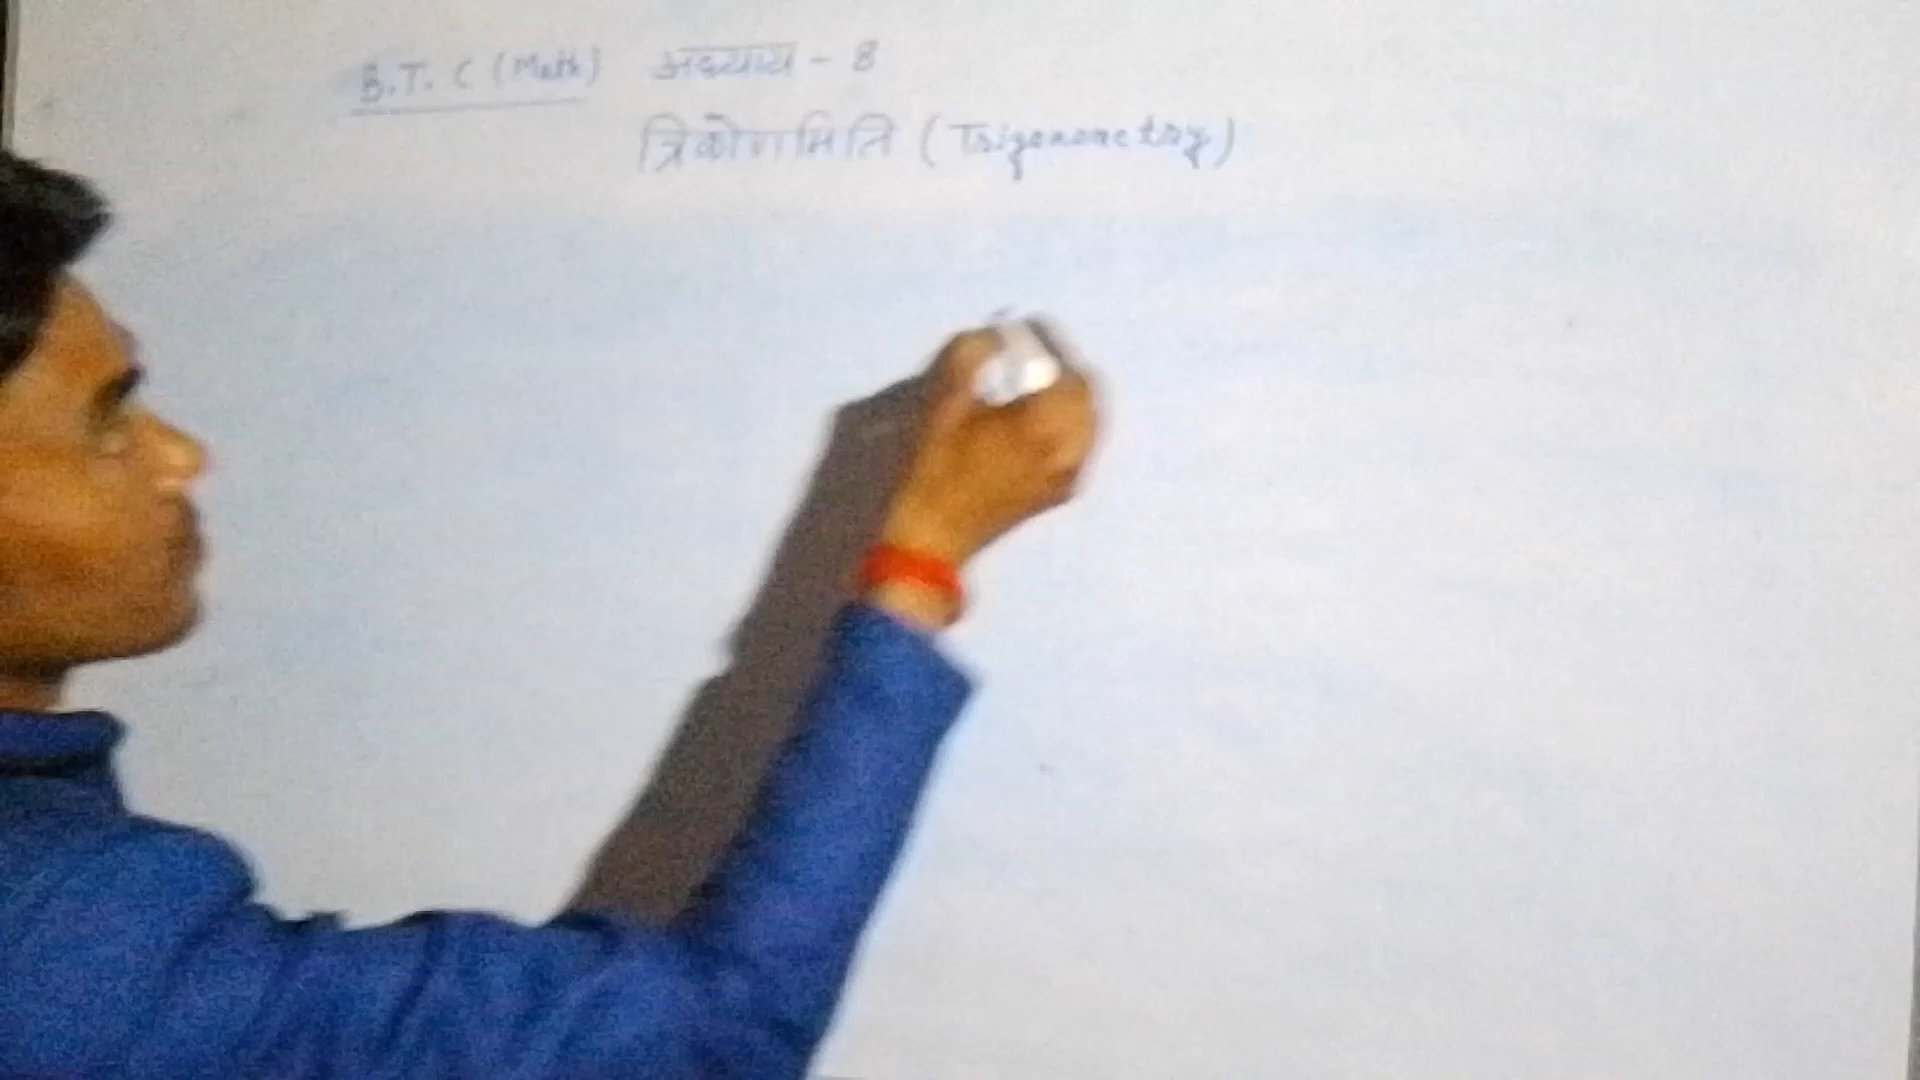 B.T. C (Math) अध्याय - 8
त्रिकोणमिति (Trigonometry)